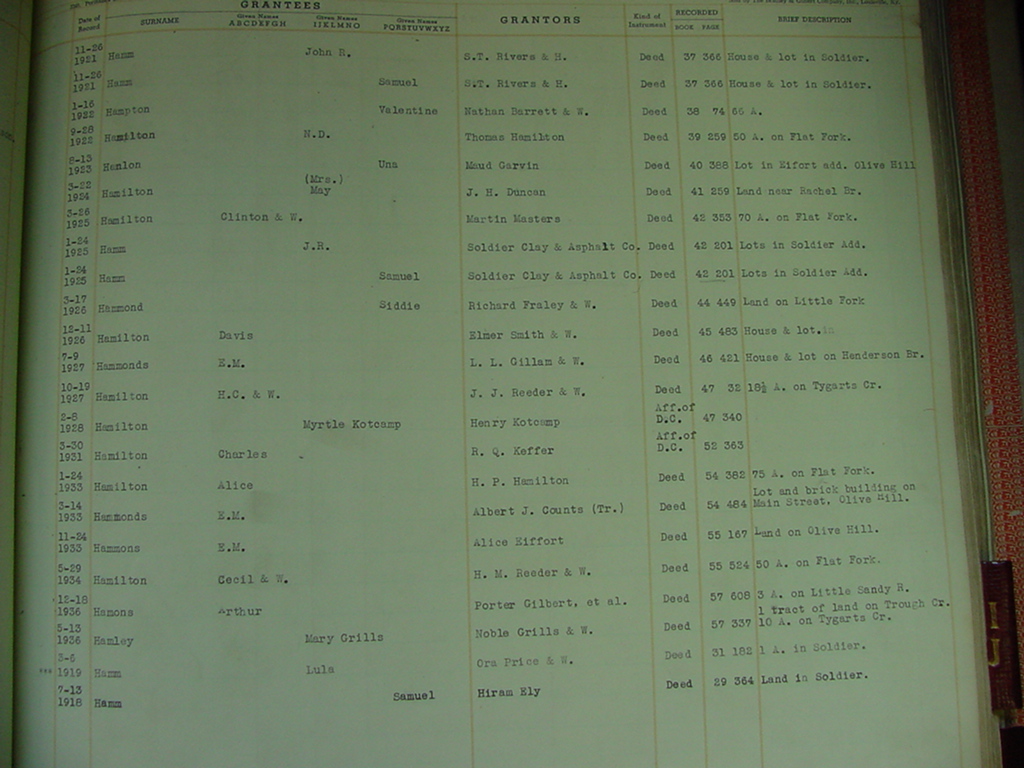 GRANTEES
Date of Record SURNAME Given Names ABCDEFGH Given Names IJKLMNO Given Names PQRSTUVWXYZ GRANTORS Kind of Instrument RECORDED BOOK PAGE BRIEF DESCRIPTION
11-26 1921 Hamm John R. S.T. Rivers & H. Deed 37 366 House & lot in Soldier.
11-26 1921 Hamm Samuel S.T. Rivers & H. Deed 37 366 House & lot in Soldier.
1-16 1922 Hampton Valentine Nathan Barrett & W. Deed 38 74 66 A.
9-28 1922 Hamilton N.D. Thomas Hamilton Deed 39 259 50 A. on Flat Fork.
8-13 1923 Hanlon Una Maud Garvin Deed 40 388 Lot in Eifort add. Olive Hill
3-22 1924 Hamilton (Mrs.) May J. H. Duncan Deed 41 259 Land near Rachel Br.
3-26 1925 Hamilton Clinton & W. Martin Masters Deed 42 353 70 A. on Flat Fork.
1-24 1925 Hamm J.R. Soldier Clay & Asphalt Co. Deed 42 201 Lots in Soldier Add.
1-24 1925 Hamm Samuel Soldier Clay & Asphalt Co. Deed 42 201 Lots in Soldier Add.
3-17 1926 Hammond Siddie Richard Fraley & W. Deed 44 449 Land on Little Fork
12-11 1926 Hamilton Davis Elmer Smith & W. Deed 45 483 House & lot.in
7-9 1927 Hammonds E.M. L. L. Gillam & W. Deed 46 421 House & lot on Henderson Br.
10-19 1927 Hamilton H.C. & W. J. J. Reeder & W. Deed 47 32 18½ A. on Tygarts Cr.
2-8 1928 Hamilton Myrtle Kotcamp Henry Kotcamp Aff.of D.C. 47 340
3-30 1931 Hamilton Charles R. Q. Keffer Aff.of D.C. 52 363
1-24 1933 Hamilton Alice H. P. Hamilton Deed 54 382 75 A. on Flat Fork.
3-14 1933 Hammonds E.M. Albert J. Counts (Tr.) Deed 54 484 Lot and brick building on Main Street, Olive Hill.
11-24 1933 Hammons E.M. Alice Eiffort Deed 55 167 Land on Olive Hill.
5-29 1934 Hamilton Cecil & W. H. M. Reeder & W. Deed 55 524 50 A. on Flat Fork.
12-18 1936 Hamons Arthur Porter Gilbert, et al. Deed 57 608 3 A. on Little Sandy R.
5-13 1936 Hamley Mary Grills Noble Grills & W. Deed 57 337 1 tract of land on Trough Cr. 10 A. on Tygarts Cr.
*** 3-6 1919 Hamm Lula Ora Price & W. Deed 31 182 1 A. in Soldier.
7-13 1918 Hamm Samuel Hiram Ely Deed 29 364 Land in Soldier.